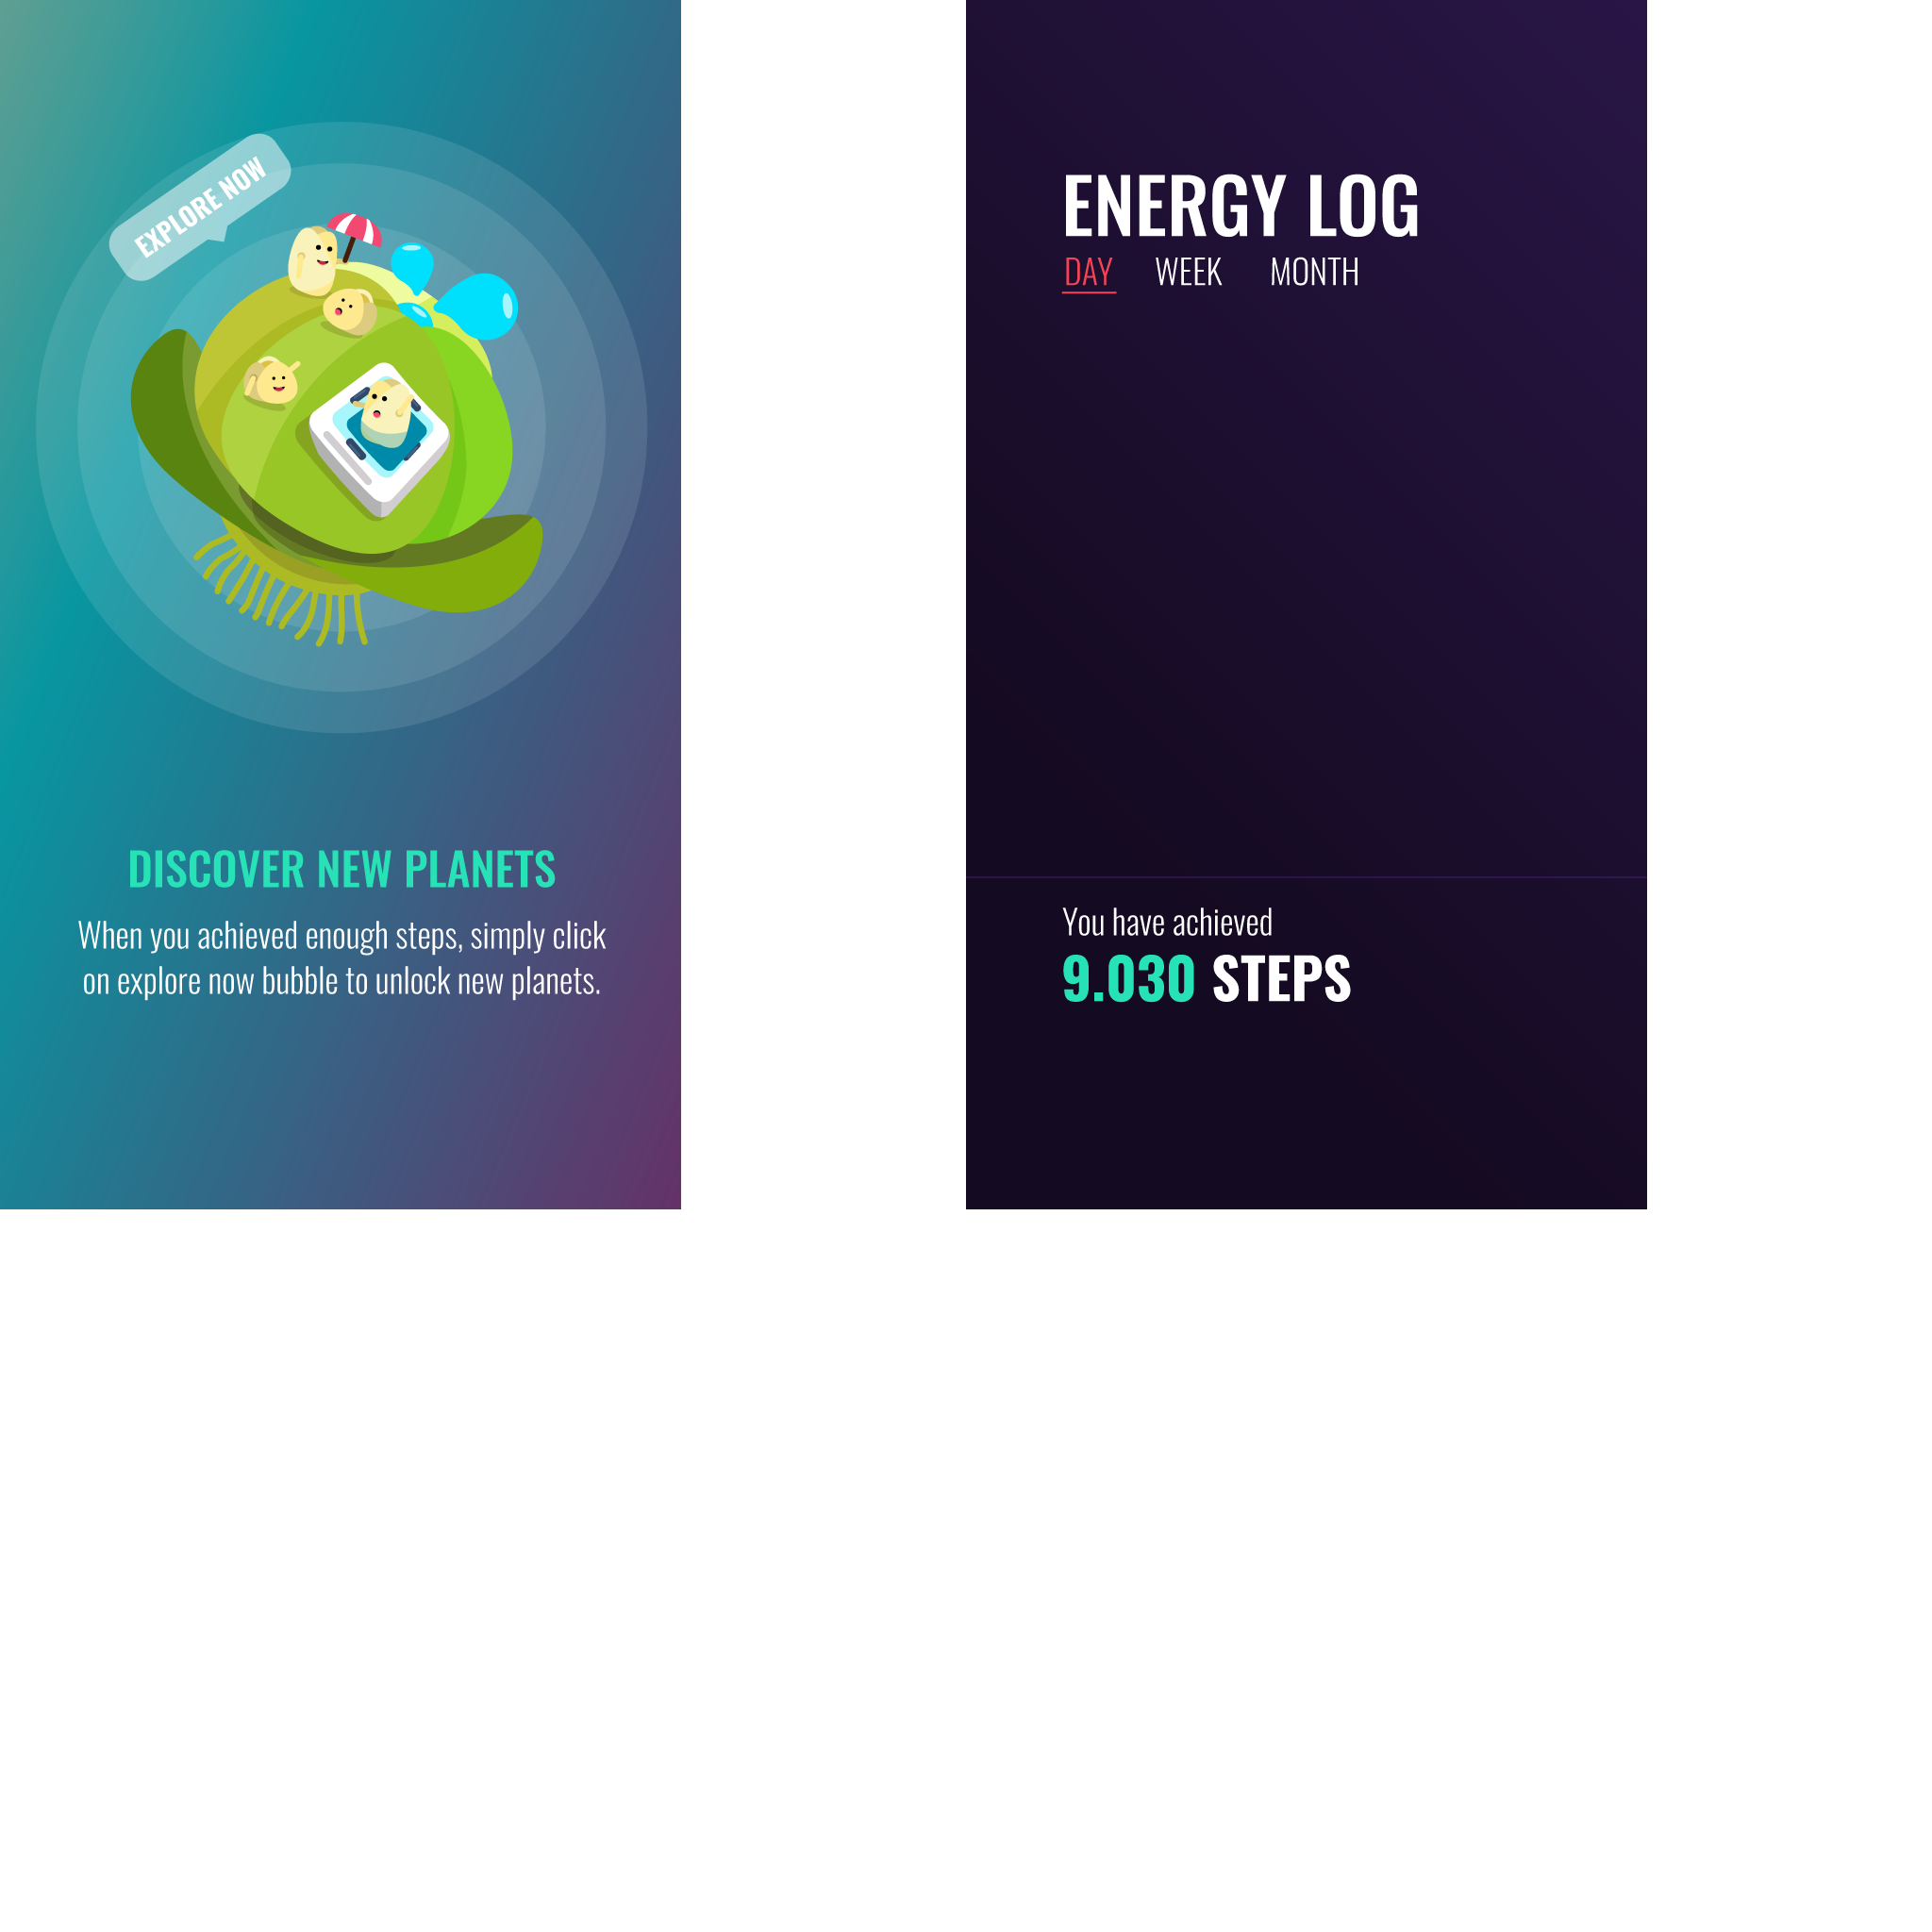 EXPLORE NOW
DISCOVER NEW PLANETS
When you achieved enough steps, simply click
on explore now bubble to unlock new planets.
ENERGY LOG
DAY WEEK MONTH
You have achieved
9.030 STEPS